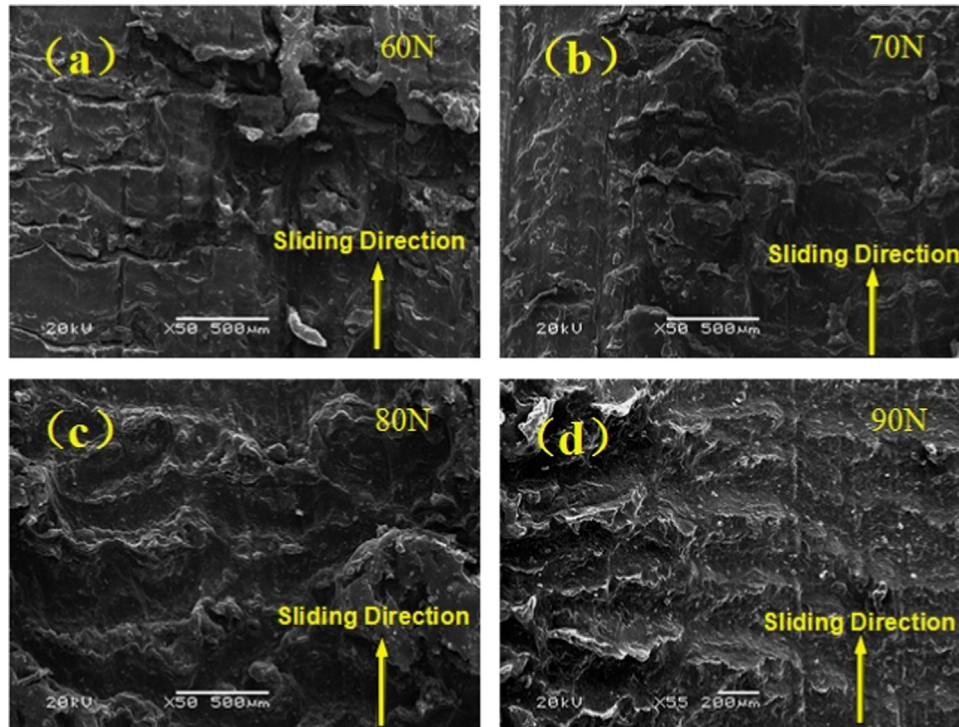 (a) 60N
Sliding Direction
20kV X50 500μm
(b) 70N
Sliding Direction
20kV X50 500μm
(c) 80N
Sliding Direction
20kV X50 500μm
(d) 90N
Sliding Direction
20kV X55 200μm